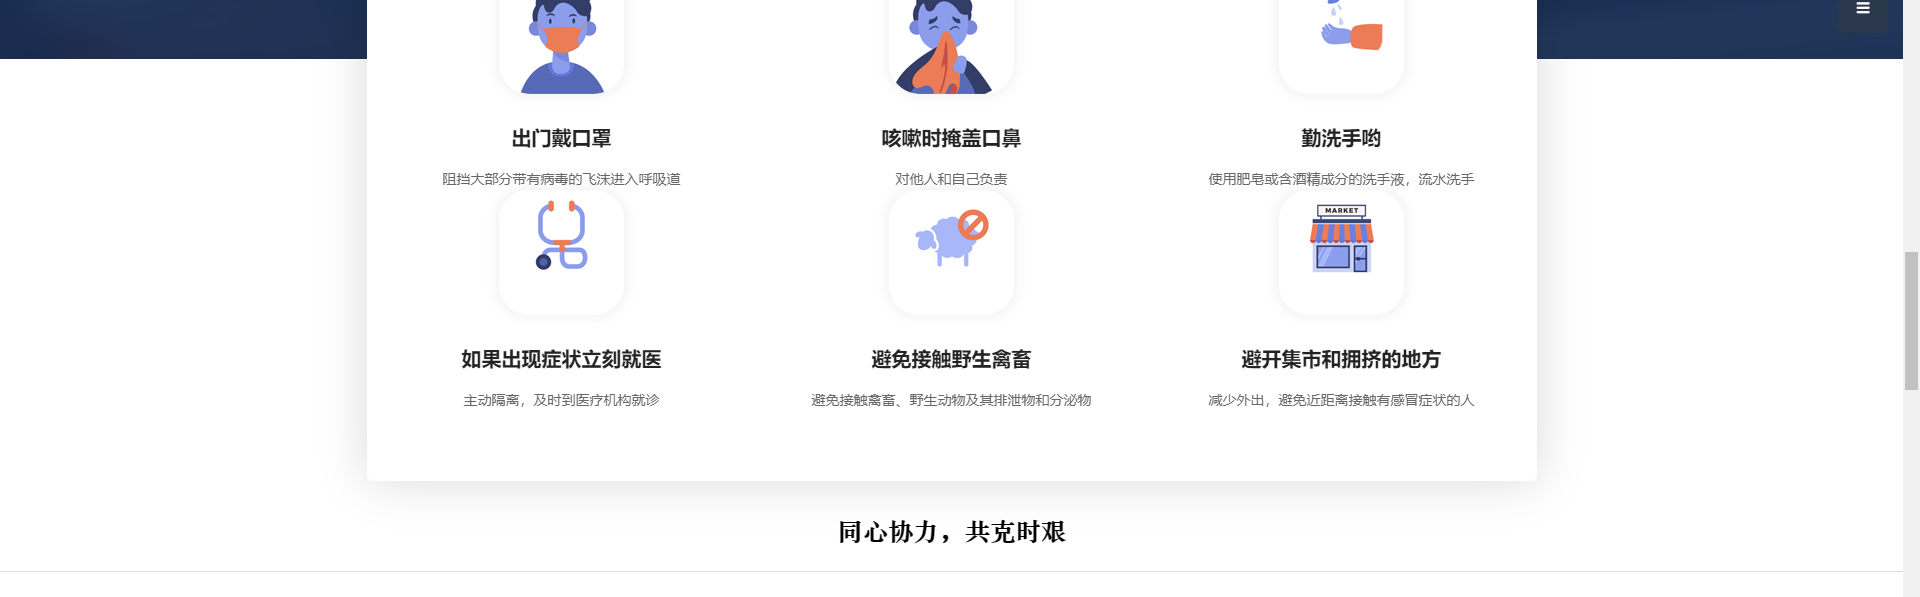 出门戴口罩
咳嗽时掩盖口鼻
勤洗手哟
阻挡大部分带有病毒的飞沫进入呼吸道
对他人和自己负责
使用肥皂或含酒精成分的洗手液，流水洗手
MARKET
如果出现症状立刻就医
避免接触野生禽畜
避开集市和拥挤的地方
主动隔离，及时到医疗机构就诊
避免接触禽畜、野生动物及其排泄物和分泌物
减少外出，避免近距离接触有感冒症状的人
同心协力，共克时艰